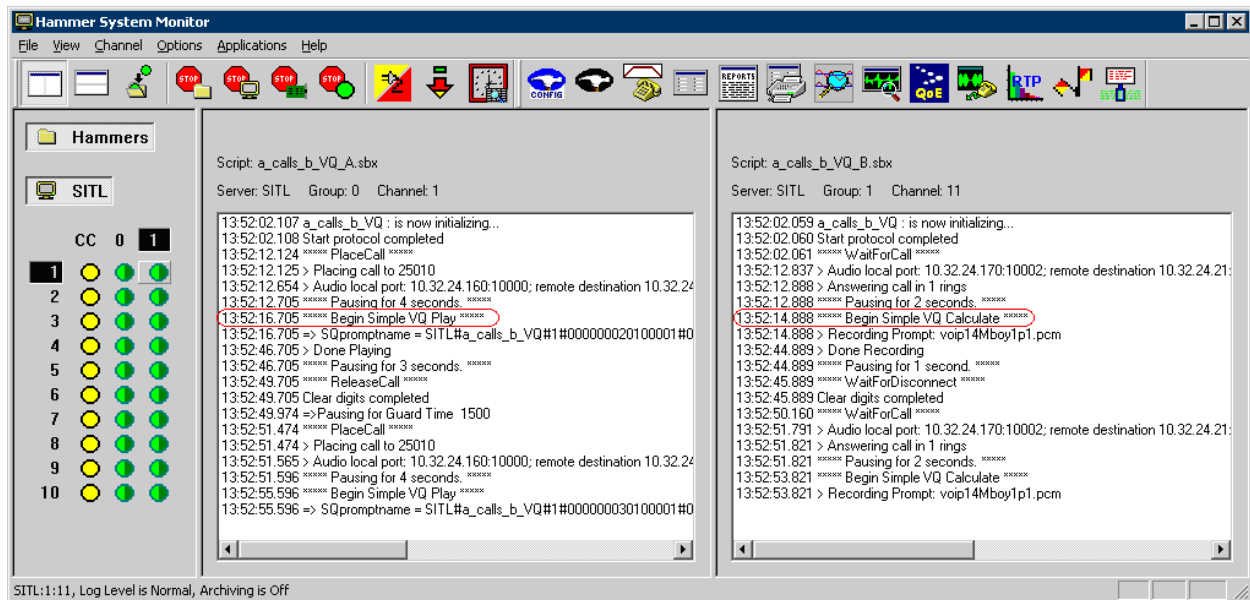 Hammer System Monitor
File View Channel Options Applications Help
STOP STOP STOP STOP 2 CONFIG REPORTS QoE RTP
Hammers
SITL
CC 0 1
1
2
3
4
5
6
7
8
9
10
Script: a_calls_b_VQ_A.sbx
Server: SITL Group: 0 Channel: 1
13:52:02.107 a_calls_b_VQ : is now initializing...
13:52:02.108 Start protocol completed
13:52:12.124 ***** PlaceCall *****
13:52:12.125 > Placing call to 25010
13:52:12.654 > Audio local port: 10.32.24.160:10000; remote destination 10.32.24
13:52:12.705 ***** Pausing for 4 seconds. *****
13:52:16.705 ***** Begin Simple VQ Play *****
13:52:16.705 => SQpromptname = SITL#a_calls_b_VQ#1#0000000020100001#0
13:52:46.705 > Done Playing
13:52:46.705 ***** Pausing for 3 seconds. *****
13:52:49.705 ***** ReleaseCall *****
13:52:49.705 Clear digits completed
13:52:49.974 =>Pausing for Guard Time 1500
13:52:51.474 ***** PlaceCall *****
13:52:51.474 > Placing call to 25010
13:52:51.565 > Audio local port: 10.32.24.160:10000; remote destination 10.32.24
13:52:51.596 ***** Pausing for 4 seconds. *****
13:52:55.596 ***** Begin Simple VQ Play *****
13:52:55.596 => SQpromptname = SITL#a_calls_b_VQ#1#000000030100001#0
Script: a_calls_b_VQ_B.sbx
Server: SITL Group: 1 Channel: 11
13:52:02.059 a_calls_b_VQ : is now initializing...
13:52:02.060 Start protocol completed
13:52:02.061 ***** WaitForCall *****
13:52:12.837 > Audio local port: 10.32.24.170:10002; remote destination 10.32.24.21:
13:52:12.888 > Answering call in 1 rings
13:52:12.888 ***** Pausing for 2 seconds. *****
13:52:14.888 ***** Begin Simple VQ Calculate *****
13:52:14.888 > Recording Prompt: voip14Mboy1p1.pcm
13:52:44.889 > Done Recording
13:52:44.889 ***** Pausing for 1 second. *****
13:52:45.889 ***** WaitForDisconnect *****
13:52:45.889 Clear digits completed
13:52:50.160 ***** WaitForCall *****
13:52:51.791 > Audio local port: 10.32.24.170:10002; remote destination 10.32.24.21:
13:52:51.821 > Answering call in 1 rings
13:52:51.821 ***** Pausing for 2 seconds. *****
13:52:53.821 ***** Begin Simple VQ Calculate *****
13:52:53.821 > Recording Prompt: voip14Mboy1p1.pcm
SITL:1:11, Log Level is Normal, Archiving is Off